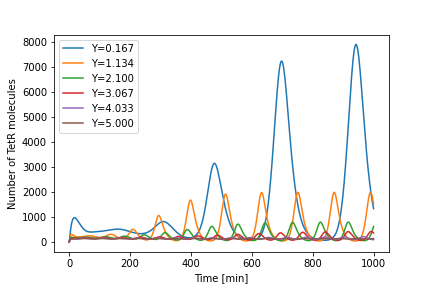 8000
7000
6000
5000
4000
3000
2000
1000
0
Number of TetR molecules
Y=0.167
Y=1.134
Y=2.100
Y=3.067
Y=4.033
Y=5.000
0 200 400 600 800 1000
Time [min]